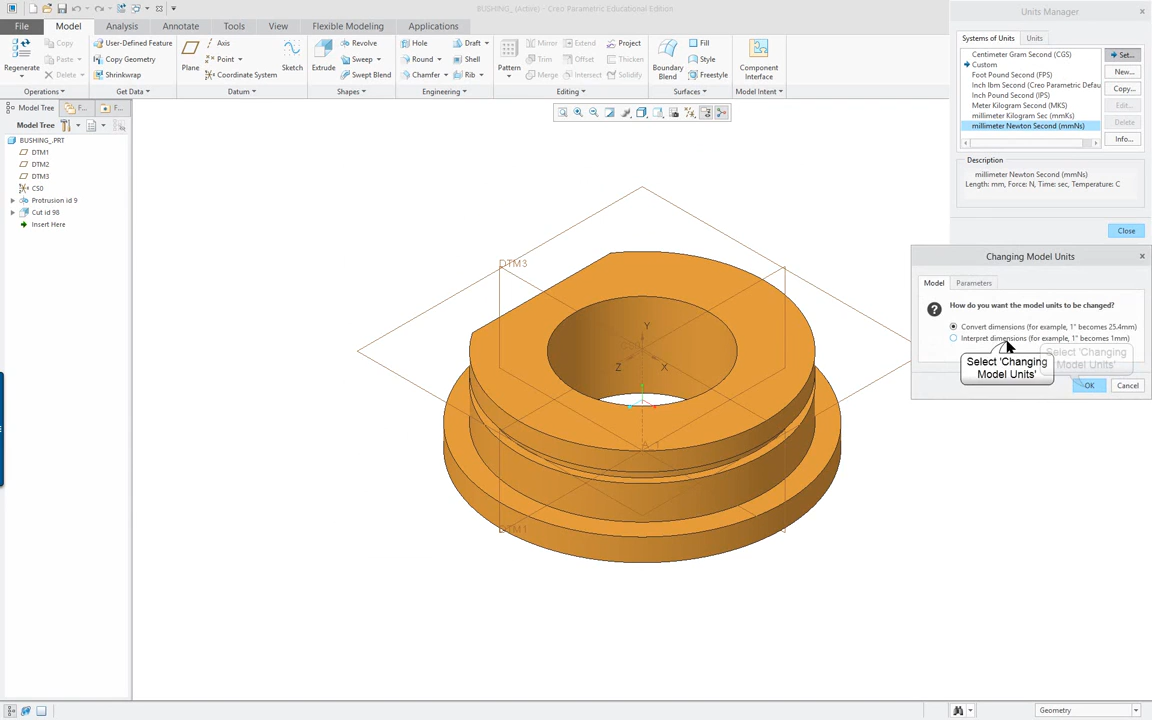 BUSHING_ (Active) - Creo Parametric Educational Edition
File Model Analysis Annotate Tools View Flexible Modeling Applications
Regenerate Copy Paste Delete
User-Defined Feature Copy Geometry Shrinkwrap
Plane Axis Point Coordinate System Sketch
Extrude Revolve Sweep Swept Blend
Hole Round Chamfer Draft Shell Rib
Pattern Mirror Trim Merge Extend Offset Intersect Project Thicken Solidify
Boundary Blend Fill Style Freestyle
Component Interface
Operations Get Data Datum Shapes Engineering Editing Surfaces Model Intent
Model Tree F... F...
Model Tree
BUSHING_.PRT
DTM1
DTM2
DTM3
CS0
Protrusion id 9
Cut id 98
Insert Here
DTM3
Y
Z
X
A_1
DTM1
Units Manager
Systems of Units Units
Centimeter Gram Second (CGS)
Custom
Foot Pound Second (FPS)
Inch lbm Second (Creo Parametric Defau
Inch Pound Second (IPS)
Meter Kilogram Second (MKS)
millimeter Kilogram Sec (mmKs)
millimeter Newton Second (mmNs)
Set...
New...
Copy...
Edit...
Delete
Info...
Description
millimeter Newton Second (mmNs)
Length: mm, Force: N, Time: sec, Temperature: C
Close
Changing Model Units
Model Parameters
How do you want the model units to be changed?
Convert dimensions (for example, 1" becomes 25.4mm)
Interpret dimensions (for example, 1" becomes 1mm)
Select 'Changing
Model Units'
Select 'Changing
Model Units'
OK Cancel
Geometry